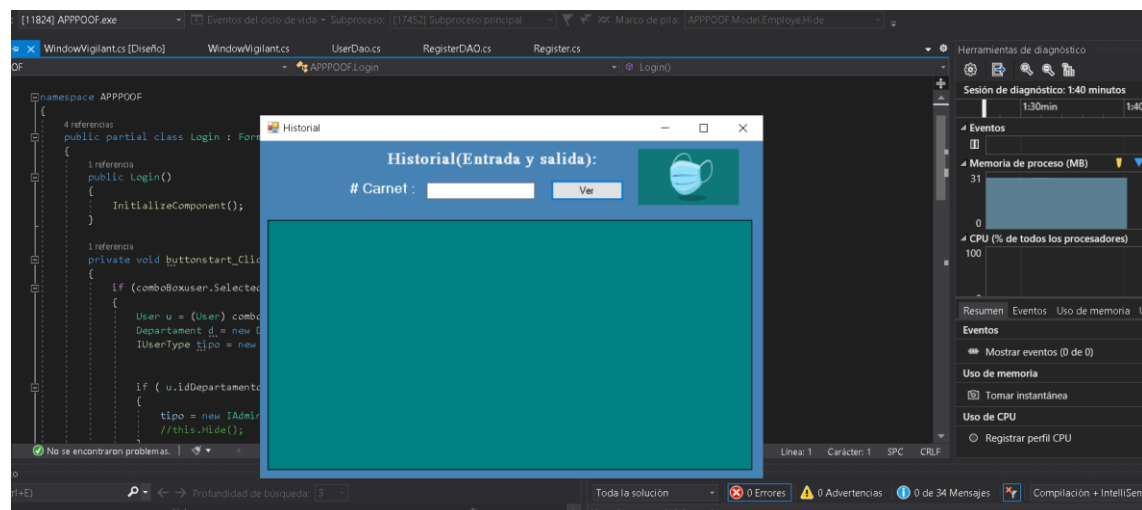 [11824] APPPOOF.exe
Eventos del ciclo de vida
Subproceso: [17452] Subproceso principal
Marco de pila: APPPOOF.Model.Employe.Hide
WindowVigilant.cs [Diseño]
WindowVigilant.cs
UserDao.cs
RegisterDAO.cs
Register.cs
OF
APPPOOF.Login
Login()
namespace APPPOOF
{
4 referencias
public partial class Login : Form
{
1 referencia
public Login()
{
InitializeComponent();
}
1 referencia
private void buttonstart_Clic
{
if (comboBoxuser.Selectec
{
User u = (User) combo
Departament d = new D
IUserType tipo = new
if ( u.idDepartamento
{
tipo = new IAdmir
//this.Hide();
Historial
Historial(Entrada y salida):
# Carnet :
Ver
Herramientas de diagnóstico
Sesión de diagnóstico: 1:40 minutos
1:30min
1:40
Eventos
Memoria de proceso (MB)
31
0
CPU (% de todos los procesadores)
100
Resumen
Eventos
Uso de memoria
Eventos
Mostrar eventos (0 de 0)
Uso de memoria
Tomar instantánea
Uso de CPU
Registrar perfil CPU
No se encontraron problemas.
Línea: 1
Carácter: 1
SPC
CRLF
rl+E)
Profundidad de búsqueda: 3
Toda la solución
0 Errores
0 Advertencias
0 de 34 Mensajes
Compilación + IntelliSen